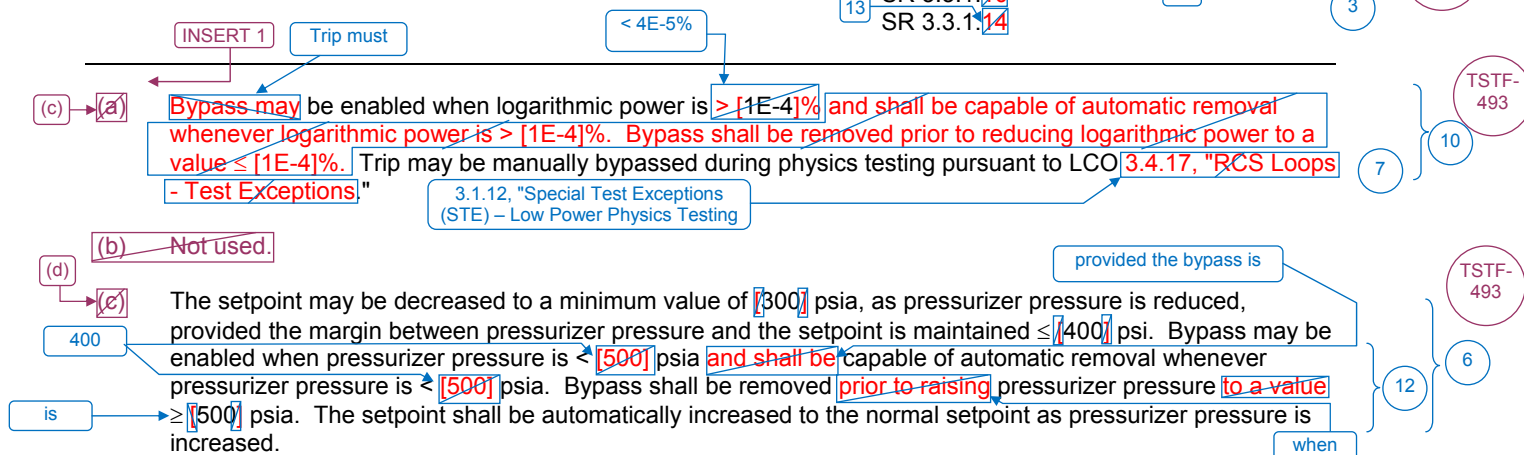 13
SR 3.3.1.
3
SR 3.3.1.14
INSERT 1
Trip must
< 4E-5%
TSTF-
493
(c) (a) Bypass may be enabled when logarithmic power is > [1E-4]% and shall be capable of automatic removal
whenever logarithmic power is > [1E-4]%. Bypass shall be removed prior to reducing logarithmic power to a
10
value ≤ [1E-4]%. Trip may be manually bypassed during physics testing pursuant to LCO 3.4.17, "RCS Loops
7
- Test Exceptions."
3.1.12, "Special Test Exceptions
(STE) – Low Power Physics Testing
(b) Not used.
provided the bypass is
(d)
TSTF-
493
(c) The setpoint may be decreased to a minimum value of [300] psia, as pressurizer pressure is reduced,
provided the margin between pressurizer pressure and the setpoint is maintained ≤ [400] psi. Bypass may be
400
enabled when pressurizer pressure is < [500] psia and shall be capable of automatic removal whenever
6
pressurizer pressure is < [500] psia. Bypass shall be removed prior to raising pressurizer pressure to a value
12
is
≥ [500] psia. The setpoint shall be automatically increased to the normal setpoint as pressurizer pressure is
increased.
when